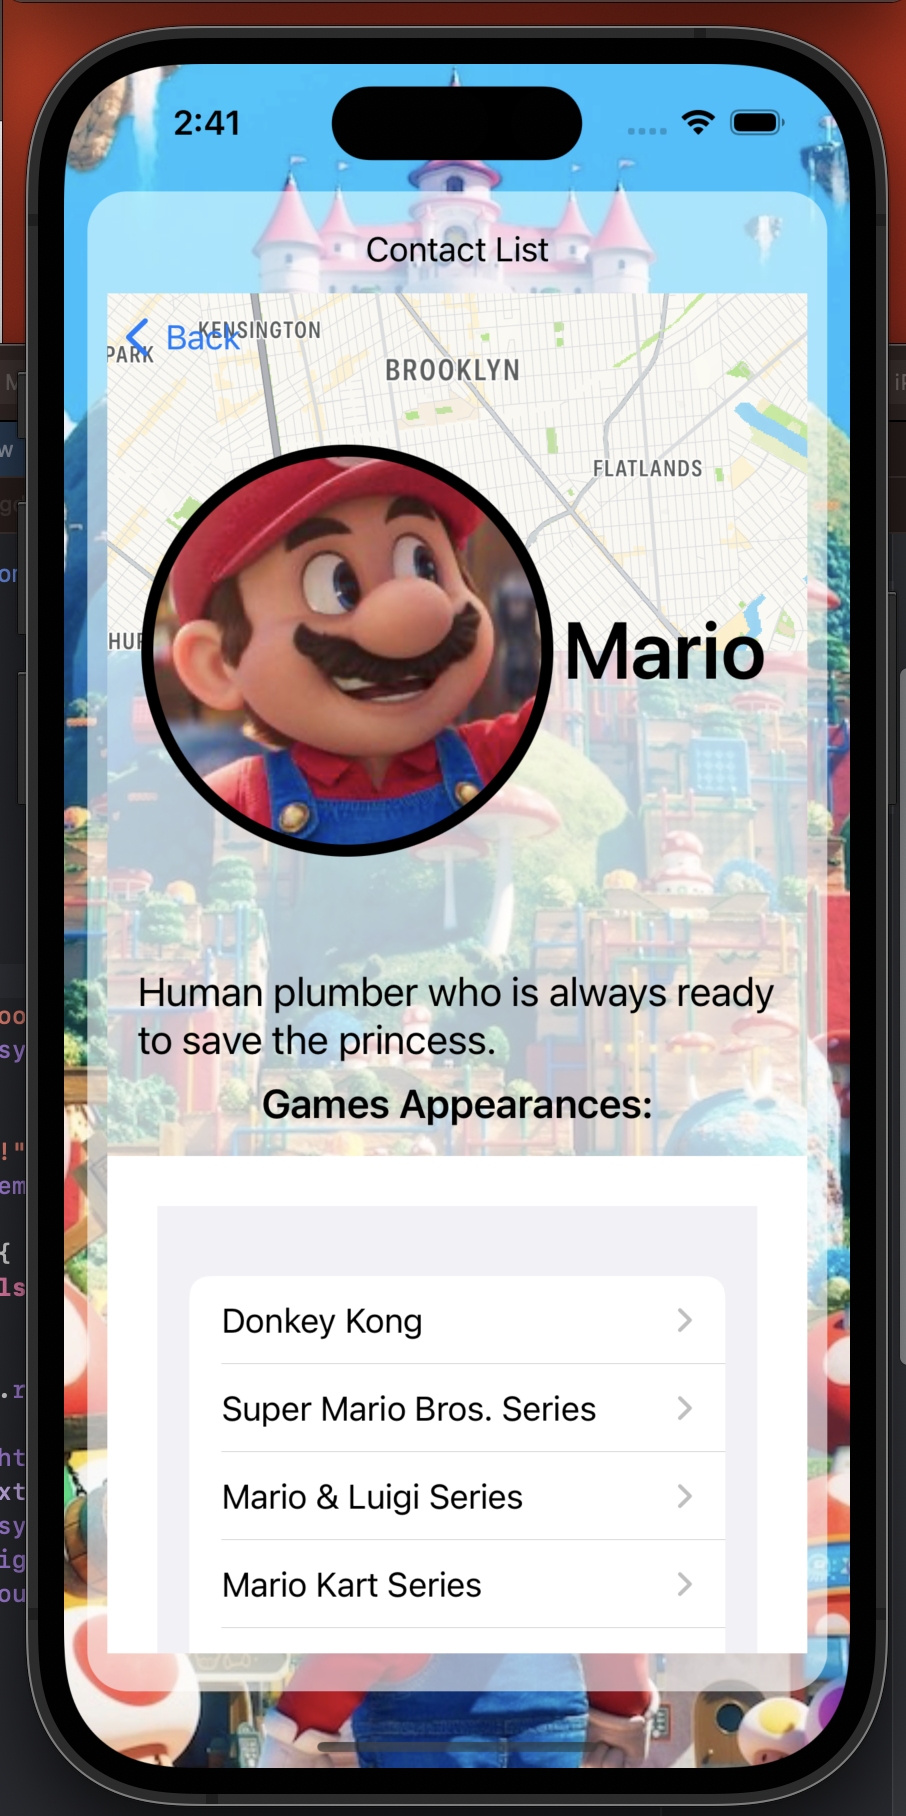 2:41
Contact List
Back
KENSINGTON
PARK
BROOKLYN
FLATLANDS
Mario
Human plumber who is always ready
to save the princess.
Games Appearances:
Donkey Kong
Super Mario Bros. Series
Mario & Luigi Series
Mario Kart Series